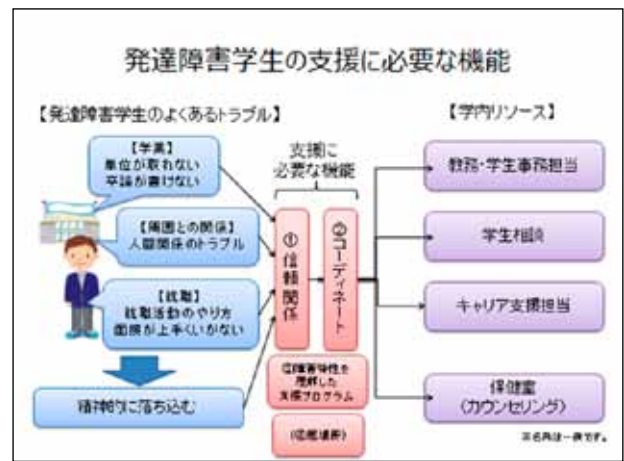 発達障害学生の支援に必要な機能
【発達障害学生のよくあるトラブル】
【学業】
単位が取れない
卒論が書けない
【周囲との関係】
人間関係のトラブル
【就職】
就職活動のやり方
面接が上手くいかない
精神的に落ち込む
支援に
必要な機能
①信頼関係
②コーディネート
③障害特性を
理解した
支援プログラム
【学内リソース】
教務・学生事務担当
学生相談
キャリア支援担当
保健室
(カウンセリング)
※名称は一例です。